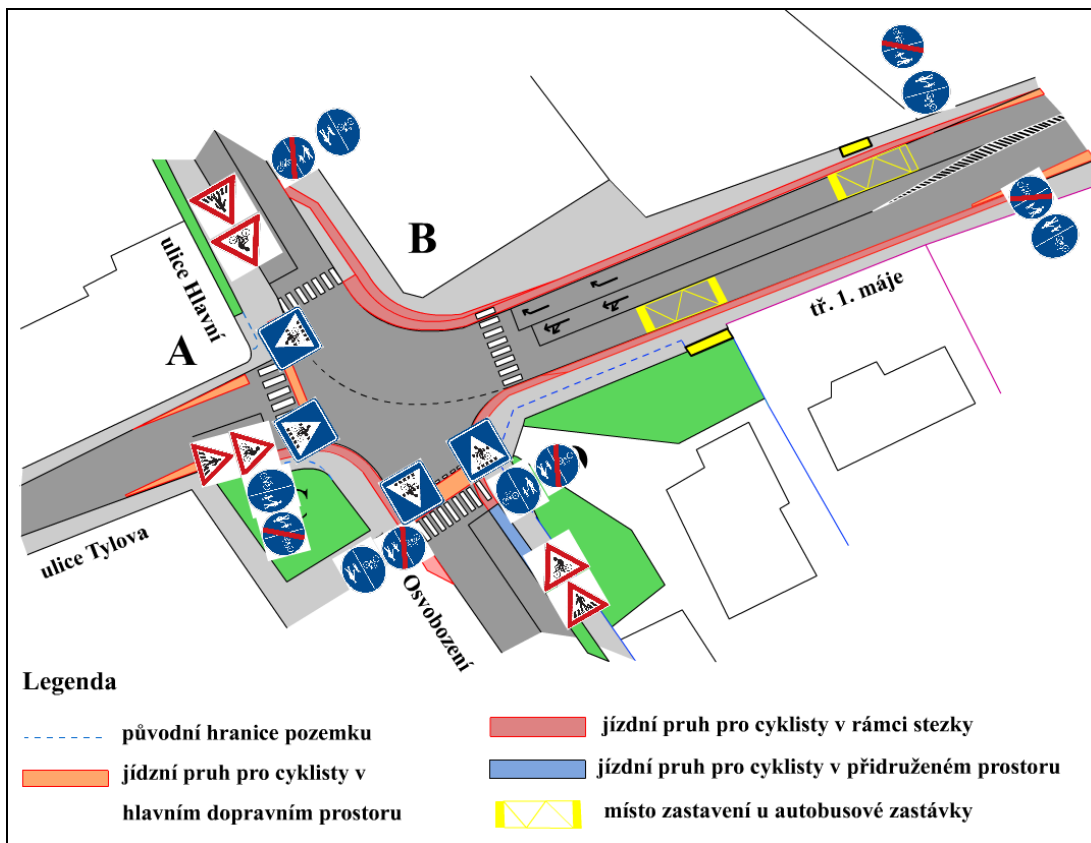 B
ulice Hlavní
A
tř. 1. máje
C
ulice Tylova
Osvobození
Legenda
původní hranice pozemku
jízdní pruh pro cyklisty v rámci stezky
jídzní pruh pro cyklisty v
hlavním dopravním prostoru
jízdní pruh pro cyklisty v přidruženém prostoru
místo zastavení u autobusové zastávky